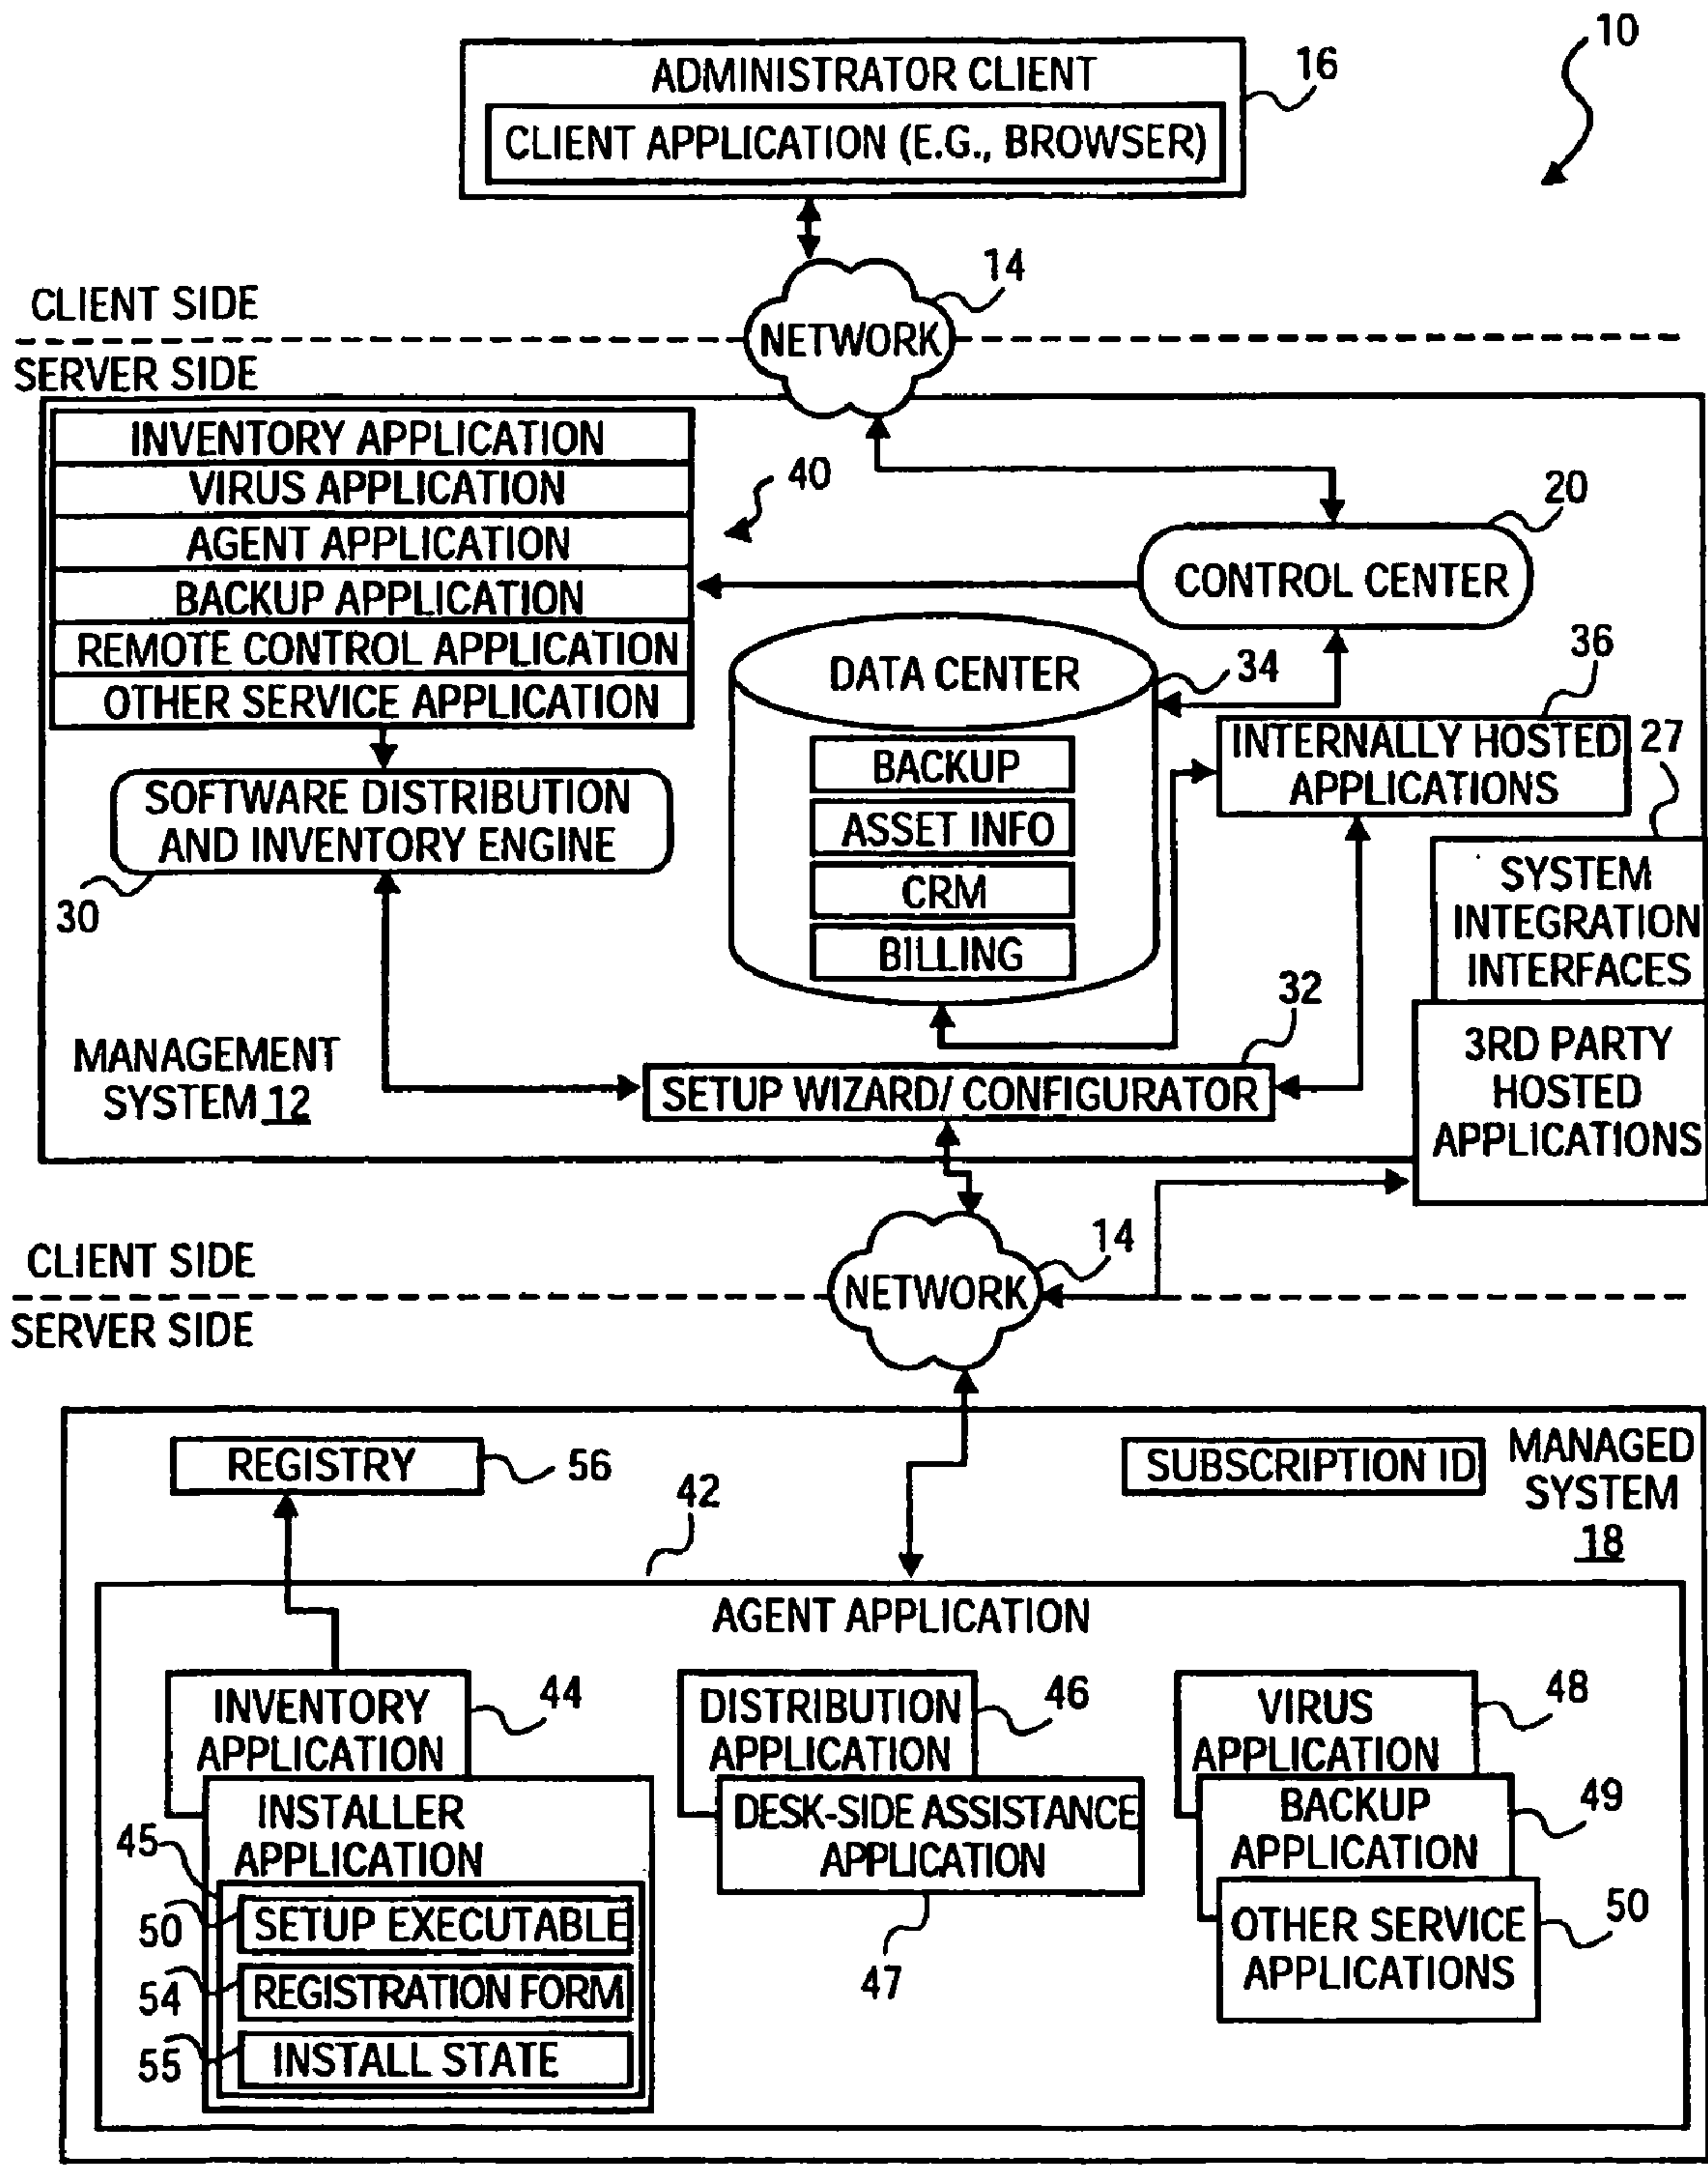 10
ADMINISTRATOR CLIENT
16
CLIENT APPLICATION (E.G., BROWSER)
14
CLIENT SIDE
NETWORK
SERVER SIDE
INVENTORY APPLICATION
VIRUS APPLICATION
AGENT APPLICATION
BACKUP APPLICATION
REMOTE CONTROL APPLICATION
OTHER SERVICE APPLICATION
40
20
CONTROL CENTER
DATA CENTER
34
BACKUP
ASSET INFO
CRM
BILLING
36
INTERNALLY HOSTED
APPLICATIONS
27
SYSTEM
INTEGRATION
INTERFACES
3RD PARTY
HOSTED
APPLICATIONS
SOFTWARE DISTRIBUTION
AND INVENTORY ENGINE
30
32
MANAGEMENT
SYSTEM 12
SETUP WIZARD/ CONFIGURATOR
14
CLIENT SIDE
NETWORK
SERVER SIDE
REGISTRY
56
SUBSCRIPTION ID
MANAGED
SYSTEM
18
42
AGENT APPLICATION
INVENTORY
APPLICATION
44
INSTALLER
APPLICATION
45
50
SETUP EXECUTABLE
54
REGISTRATION FORM
55
INSTALL STATE
DISTRIBUTION
APPLICATION
46
DESK-SIDE ASSISTANCE
APPLICATION
47
VIRUS
APPLICATION
48
BACKUP
APPLICATION
49
OTHER SERVICE
APPLICATIONS
50